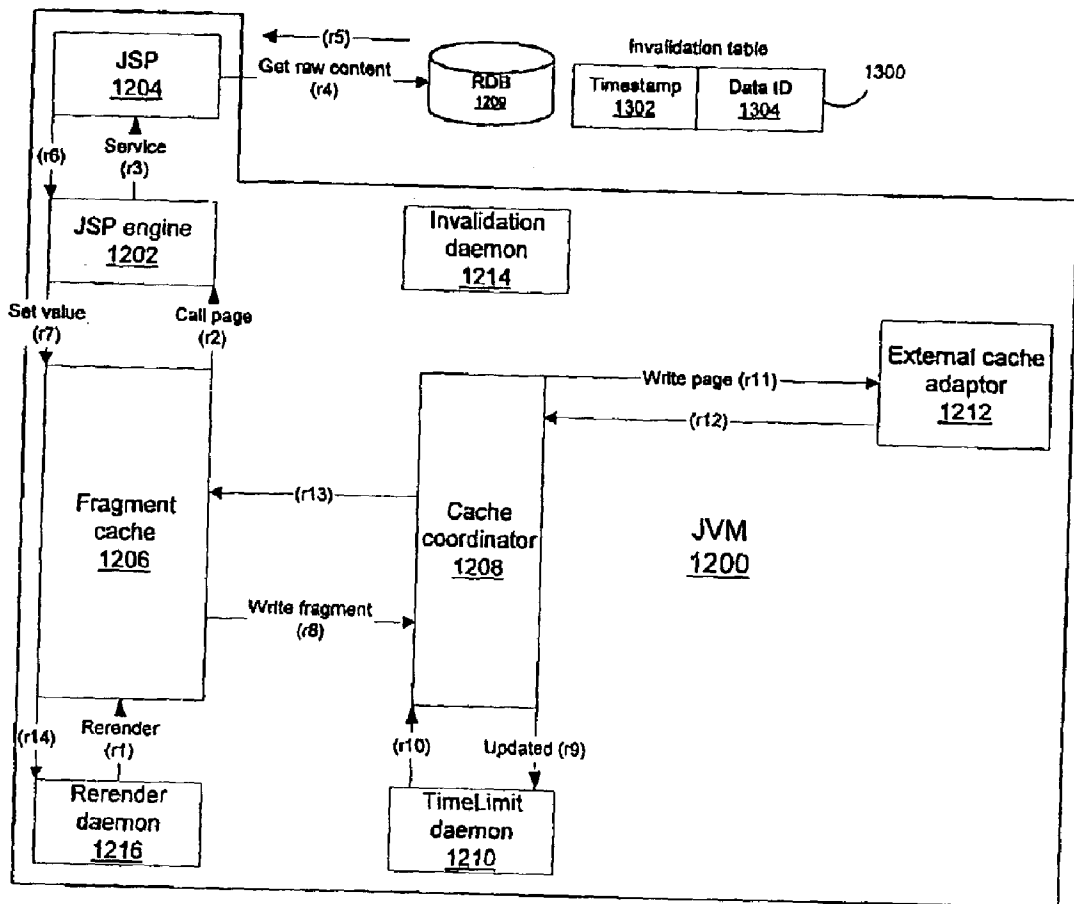 JSP
1204
(r5)
Get raw content
(r4)
RDB
1209
Invalidation table
Timestamp
1302
Data ID
1304
1300
(r6)
Service
(r3)
JSP engine
1202
Invalidation
daemon
1214
Set value
(r7)
Call page
(r2)
External cache
adaptor
1212
Write page (r11)
(r12)
Fragment
cache
1206
(r13)
Cache
coordinator
1208
JVM
1200
Write fragment
(r8)
(r14)
Rerender
(r1)
(r10)
Updated (r9)
Rerender
daemon
1216
TimeLimit
daemon
1210